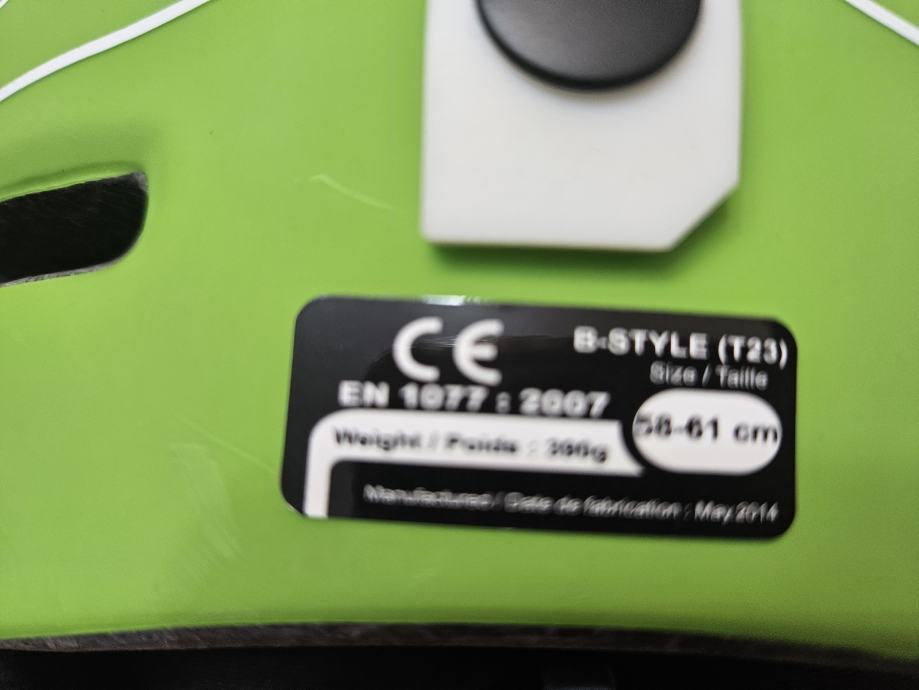 CE
B-STYLE (T23)
Size / Taille
EN 1077 : 2007
58-61 cm
Weight / Poids :
Manufactured / Date de fabrication : May 2014